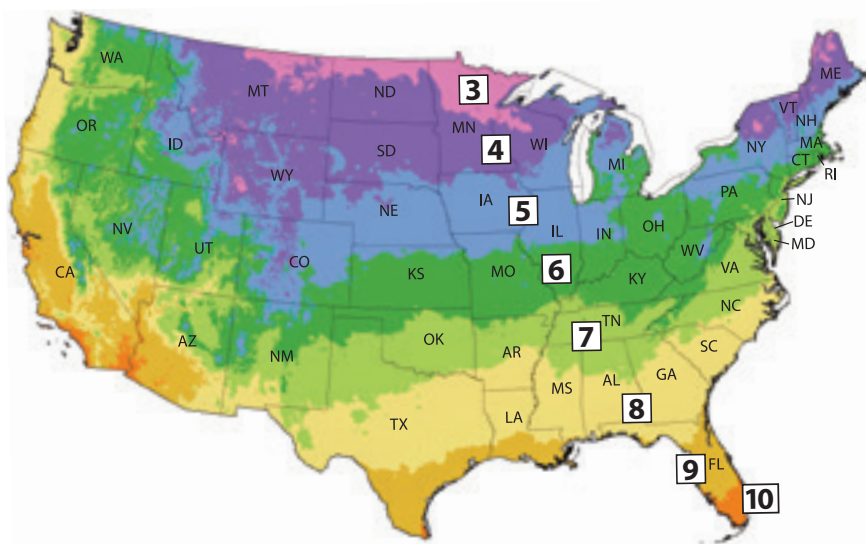 WA
ME
3
MT
ND
VT
MN
NH
OR
WI
MA
ID
4
NY
SD
CT
MI
RI
WY
PA
IA
NJ
NE
5
OH
NV
IL
IN
DE
UT
WV
MD
CO
VA
CA
6
KS
MO
KY
NC
TN
7
OK
AZ
SC
AR
NM
GA
AL
MS
8
LA
TX
9
FL
10